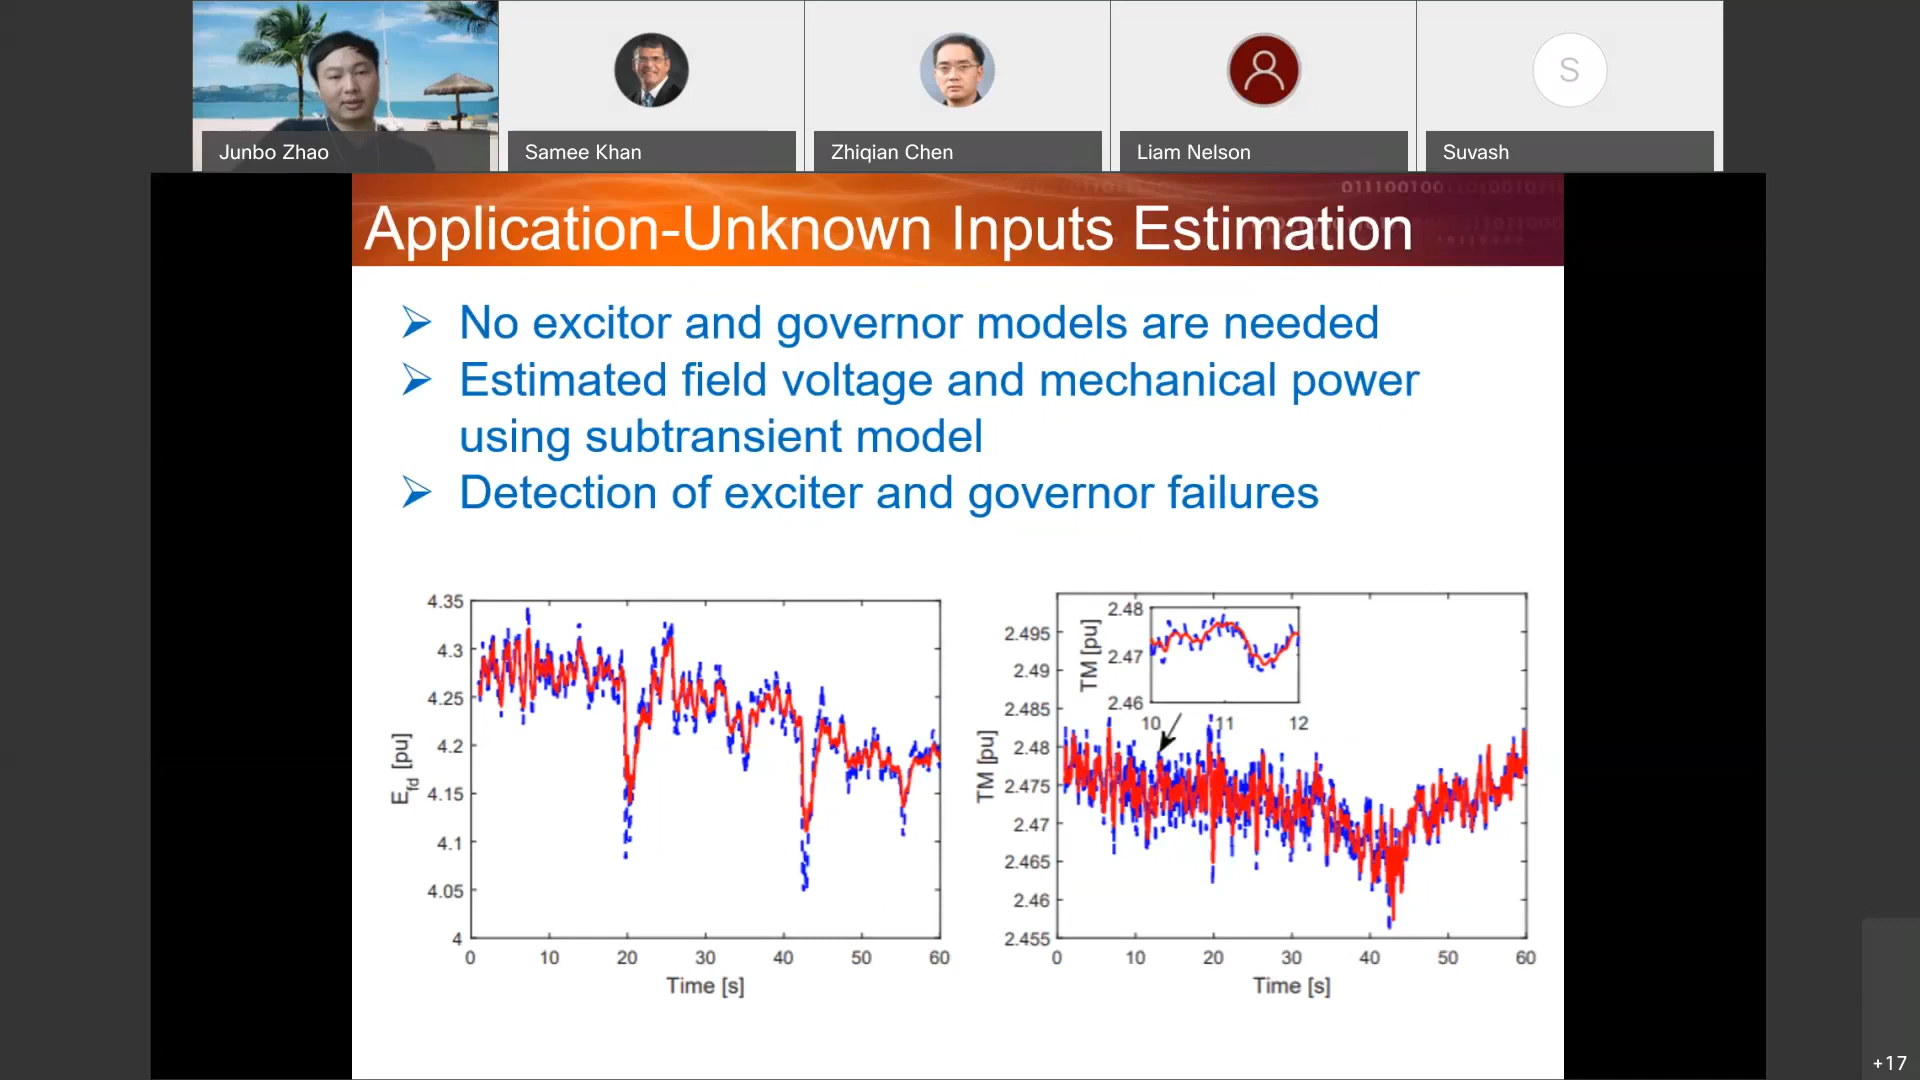 Junbo Zhao
Samee Khan
Zhiqian Chen
Liam Nelson
S
Suvash
Application-Unknown Inputs Estimation
No excitor and governor models are needed
Estimated field voltage and mechanical power
using subtransient model
Detection of exciter and governor failures
4.35
4.3
4.25
4.2
4.15
4.1
4.05
4
E_fd [pu]
0 10 20 30 40 50 60
Time [s]
2.495
2.49
2.485
2.48
2.475
2.47
2.465
2.46
2.455
TM [pu]
2.48
2.47
2.46
TM [pu]
10 11 12
0 10 20 30 40 50 60
Time [s]
+17